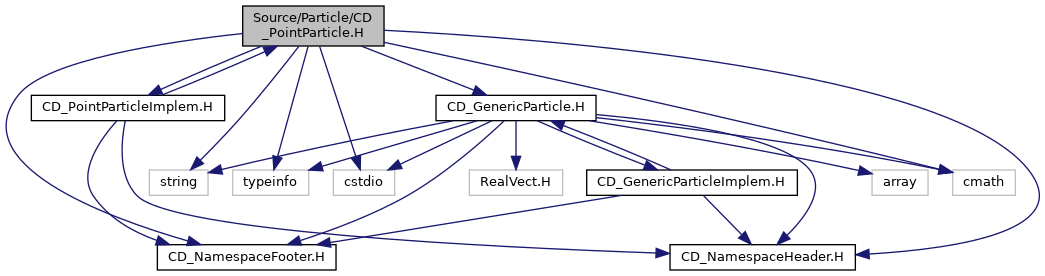 Source/Particle/CD
_PointParticle.H
CD_PointParticleImplem.H
CD_GenericParticle.H
string
typeinfo
cstdio
RealVect.H
CD_GenericParticleImplem.H
array
cmath
CD_NamespaceFooter.H
CD_NamespaceHeader.H